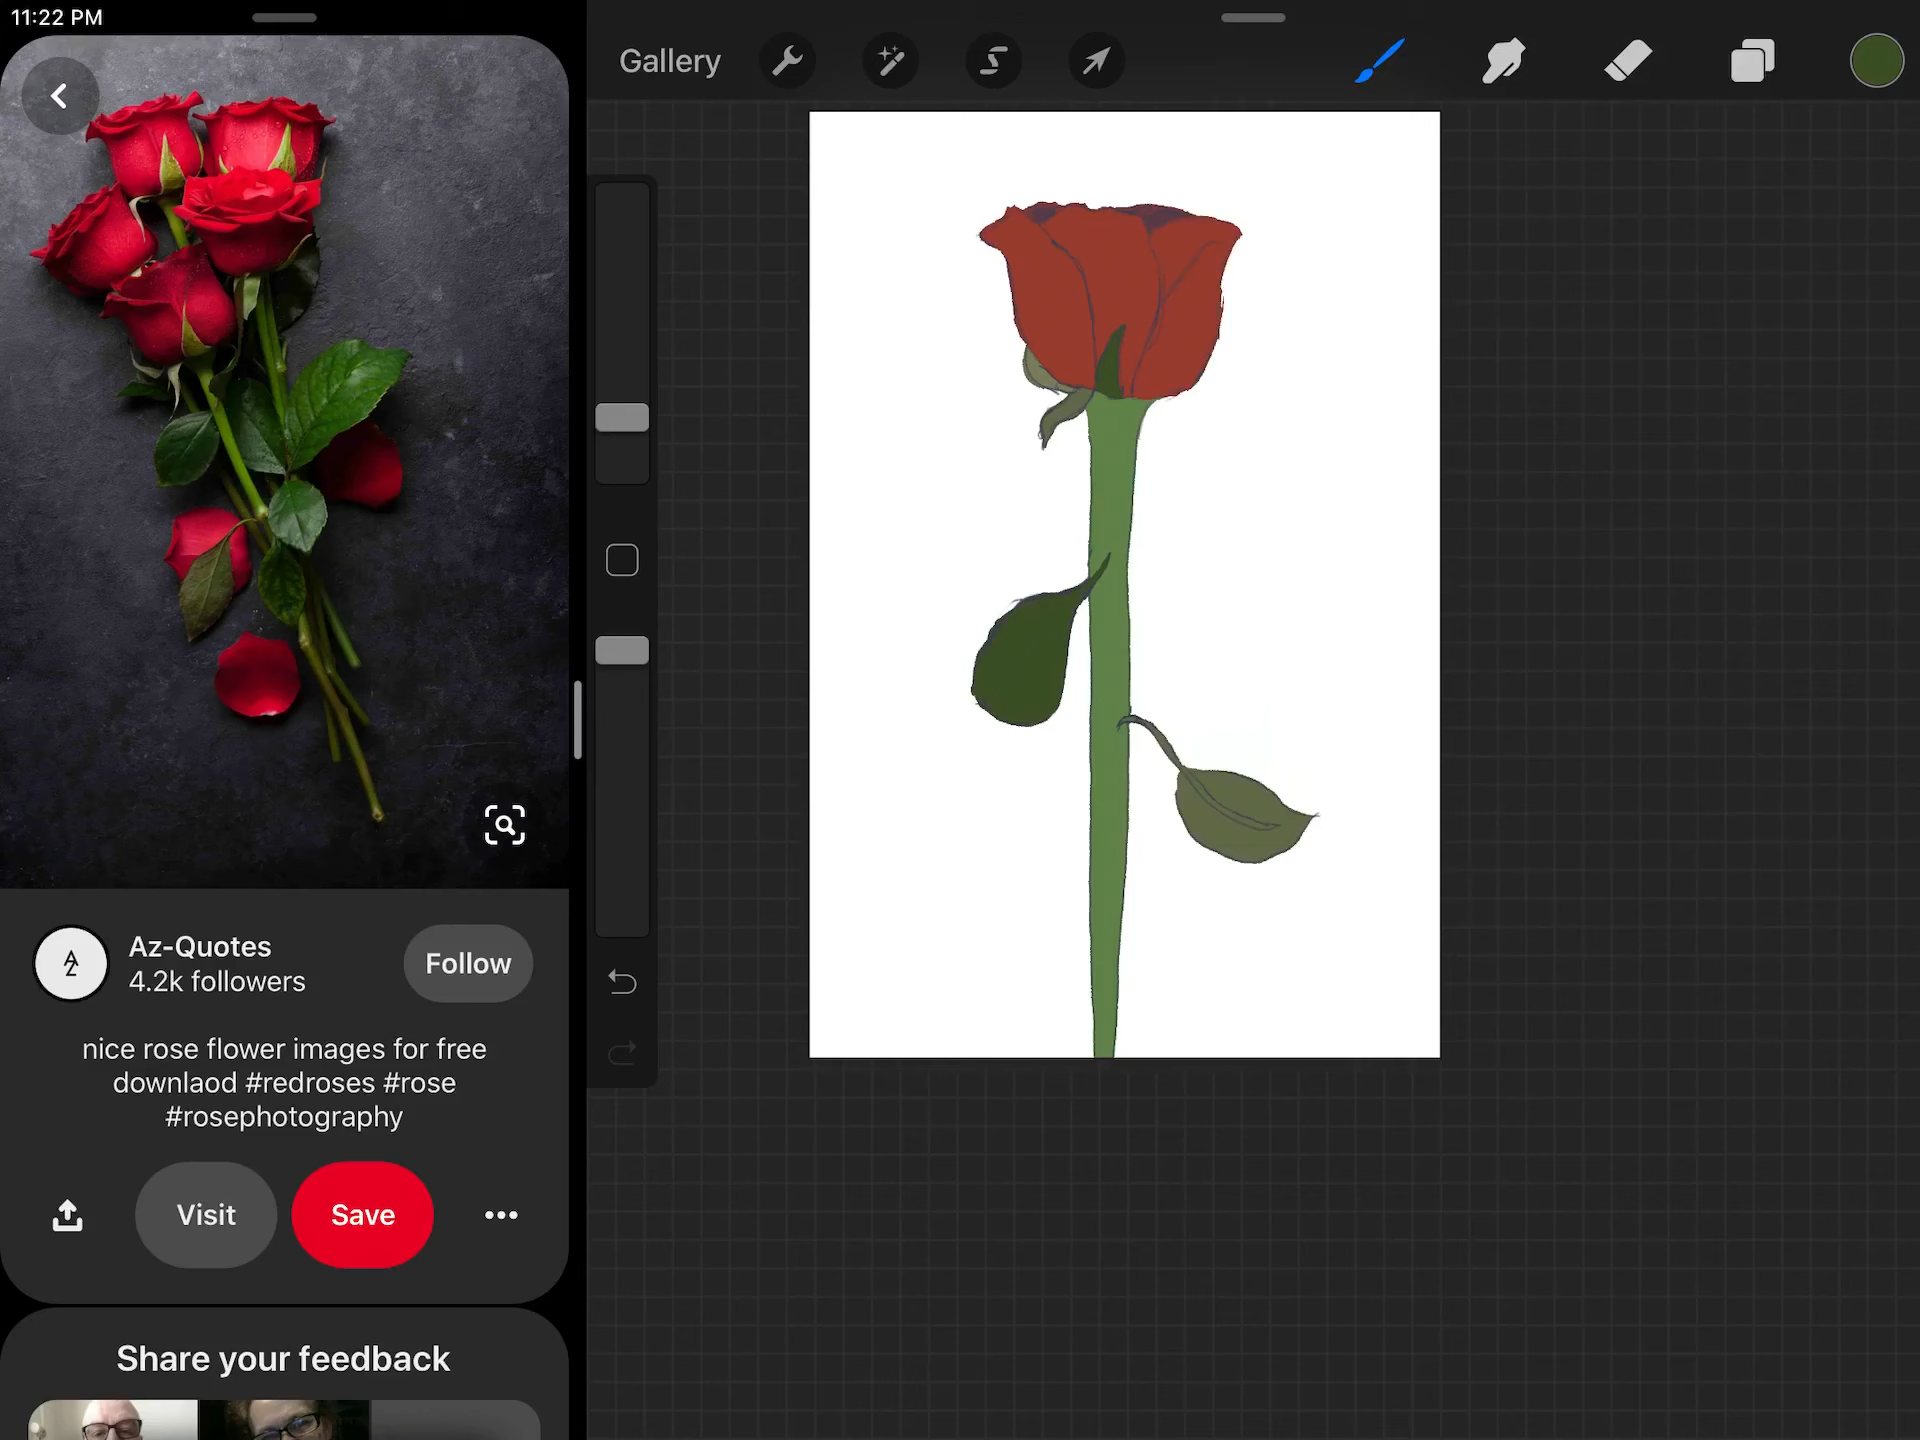 11:22 PM
Gallery
AZ
Az-Quotes
4.2k followers
Follow
nice rose flower images for free
downlaod #redroses #rose
#rosephotography
Visit
Save
Share your feedback